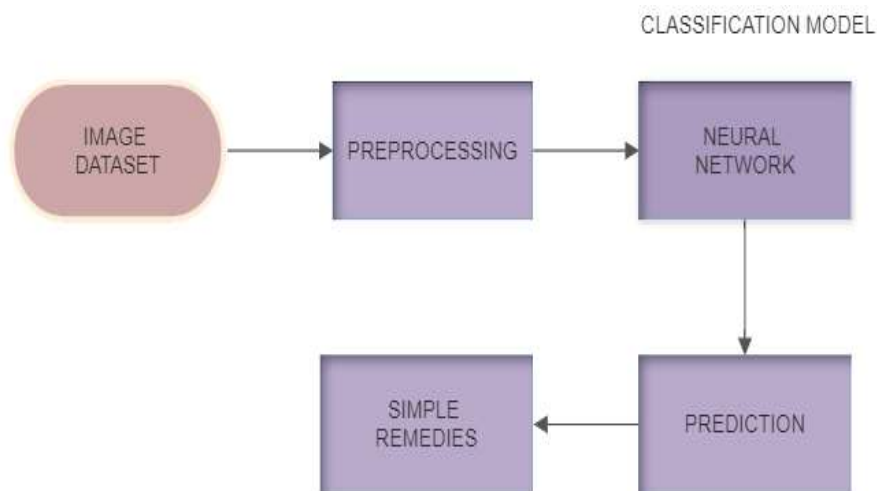 CLASSIFICATION MODEL
IMAGE
DATASET
PREPROCESSING
NEURAL
NETWORK
SIMPLE
REMEDIES
PREDICTION